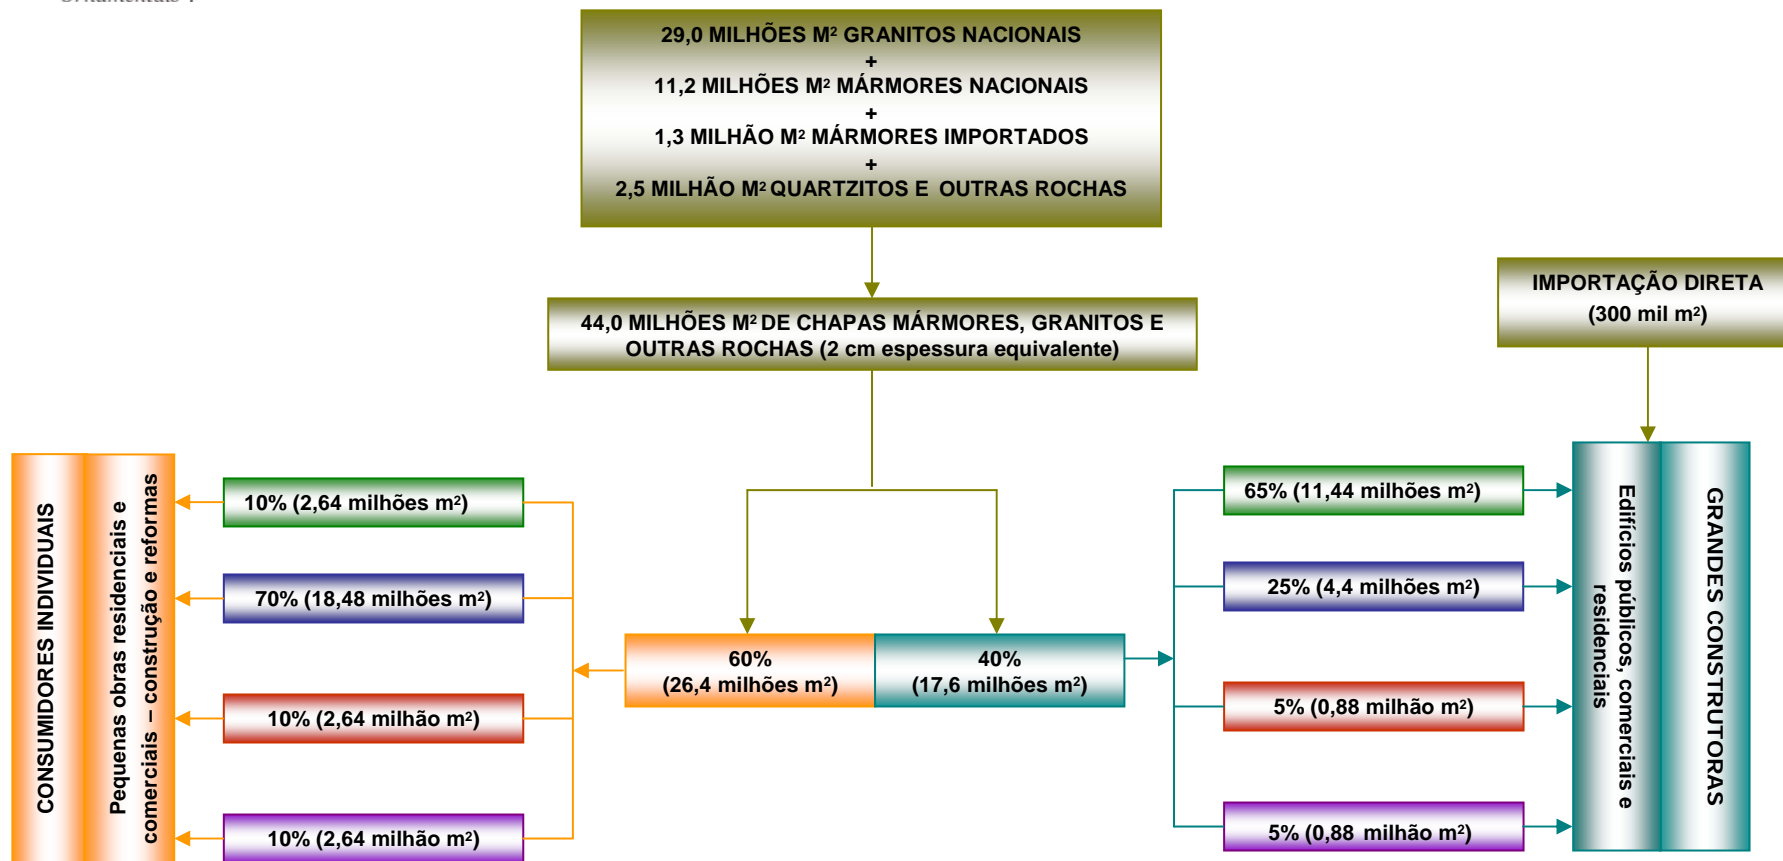 29,0 MILHÕES M² GRANITOS NACIONAIS
+
11,2 MILHÕES M² MÁRMORES NACIONAIS
+
1,3 MILHÃO M² MÁRMORES IMPORTADOS
+
2,5 MILHÃO M² QUARTZITOS E OUTRAS ROCHAS
IMPORTAÇÃO DIRETA
(300 mil m²)
44,0 MILHÕES M² DE CHAPAS MÁRMORES, GRANITOS E
OUTRAS ROCHAS (2 cm espessura equivalente)
CONSUMIDORES INDIVIDUAIS
Pequenas obras residenciais e
comerciais – construção e reformas
10% (2,64 milhões m²)
70% (18,48 milhões m²)
10% (2,64 milhão m²)
10% (2,64 milhão m²)
60%
(26,4 milhões m²)
40%
(17,6 milhões m²)
65% (11,44 milhões m²)
25% (4,4 milhões m²)
5% (0,88 milhão m²)
5% (0,88 milhão m²)
Edifícios públicos, comerciais e
residenciais
GRANDES CONSTRUTORAS